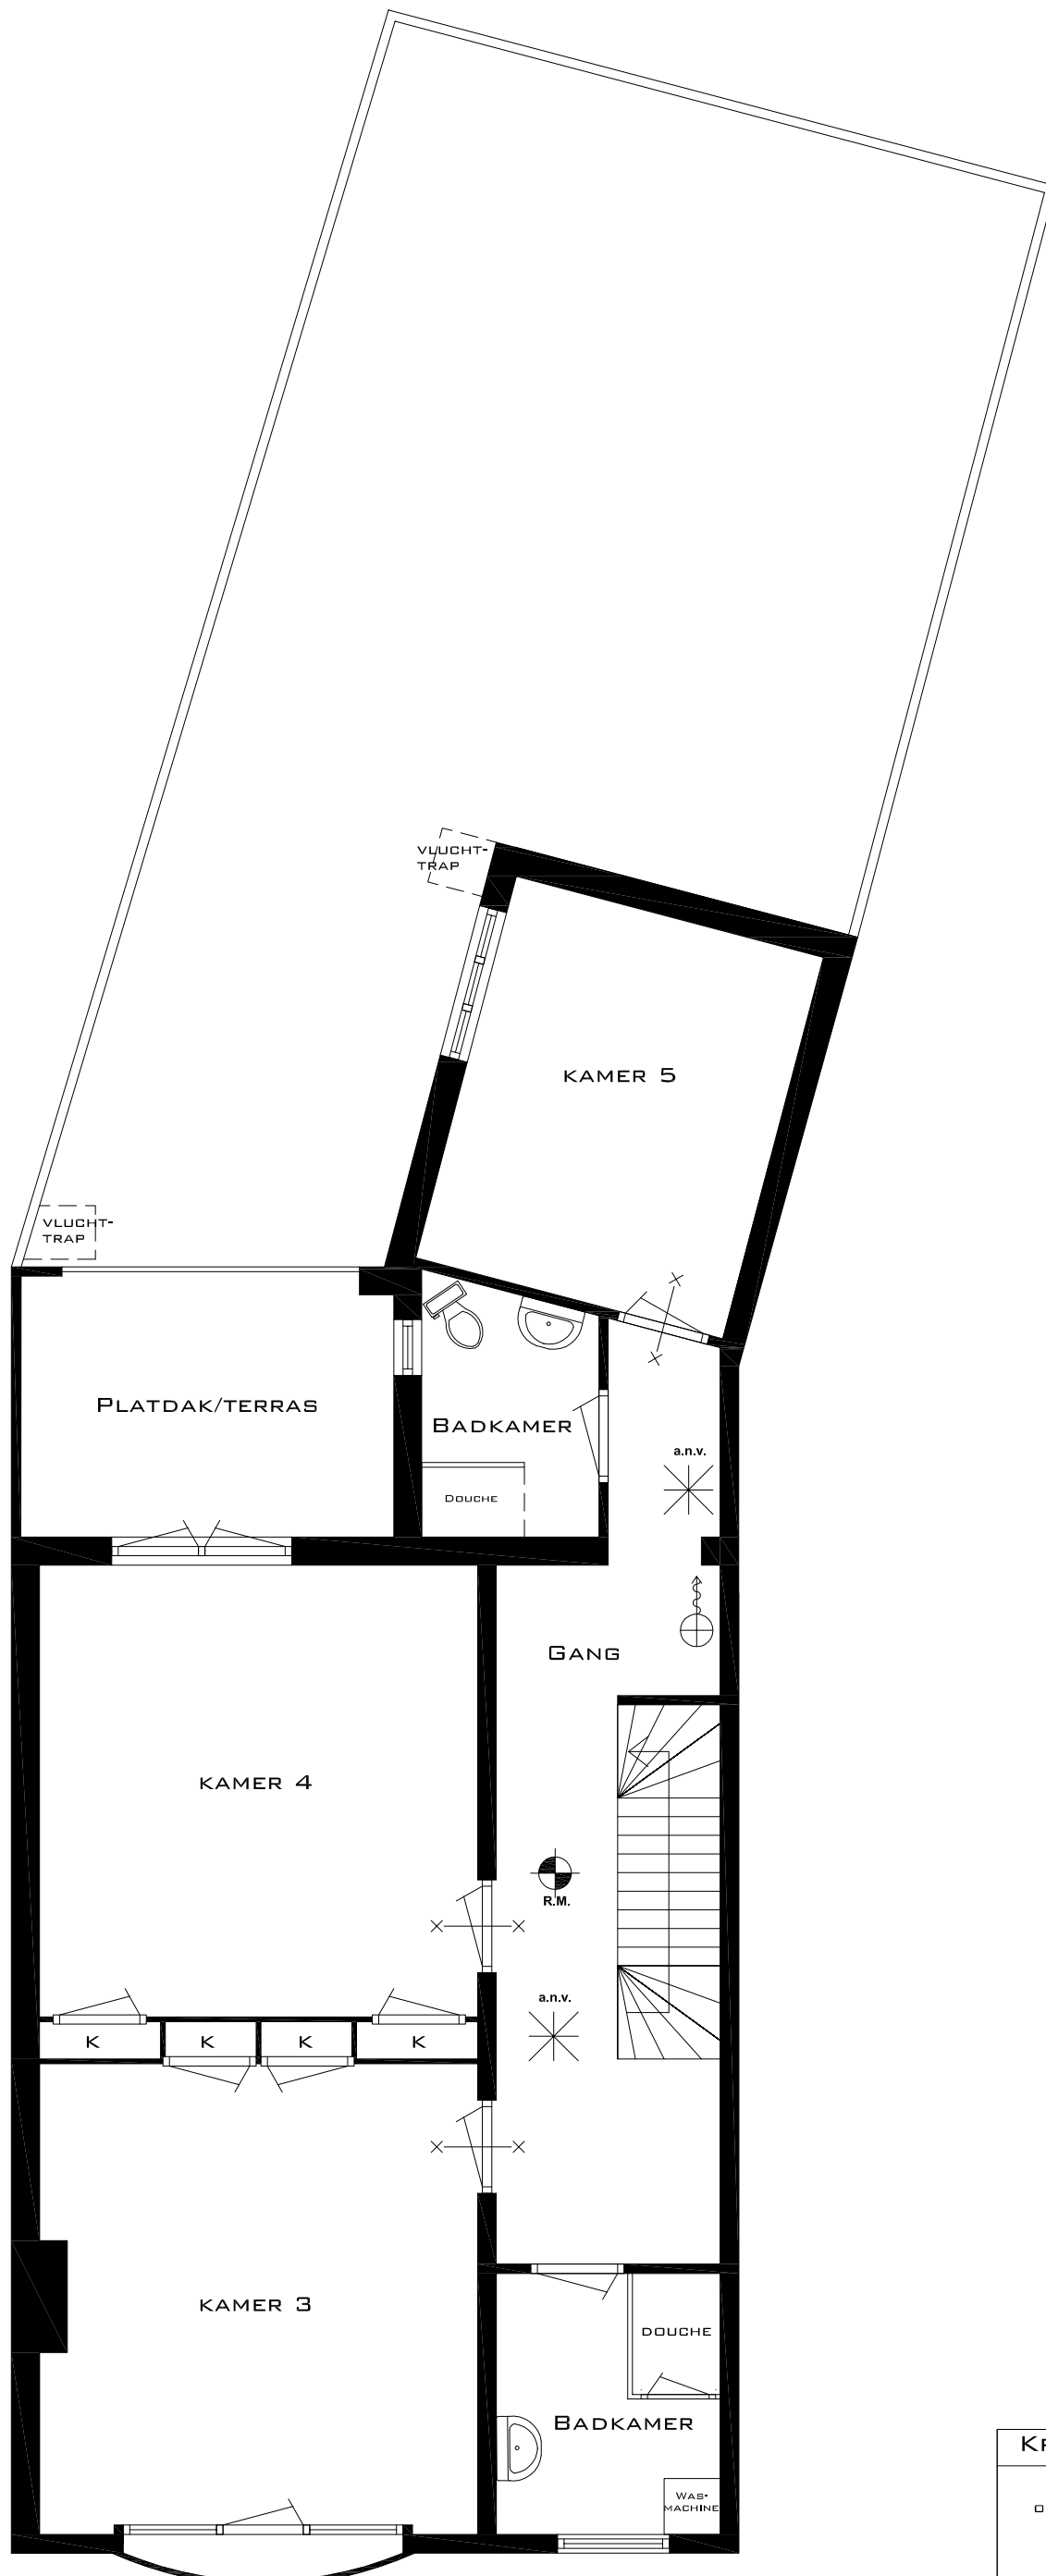 VLUCHT-
TRAP
KAMER 5
VLUCHT-
TRAP
PLATDAK/TERRAS
BADKAMER
a.n.v.
DOUCHE
GANG
KAMER 4
R.M.
a.n.v.
K K K K
KAMER 3
DOUCHE
BADKAMER
WAS-
MACHINE